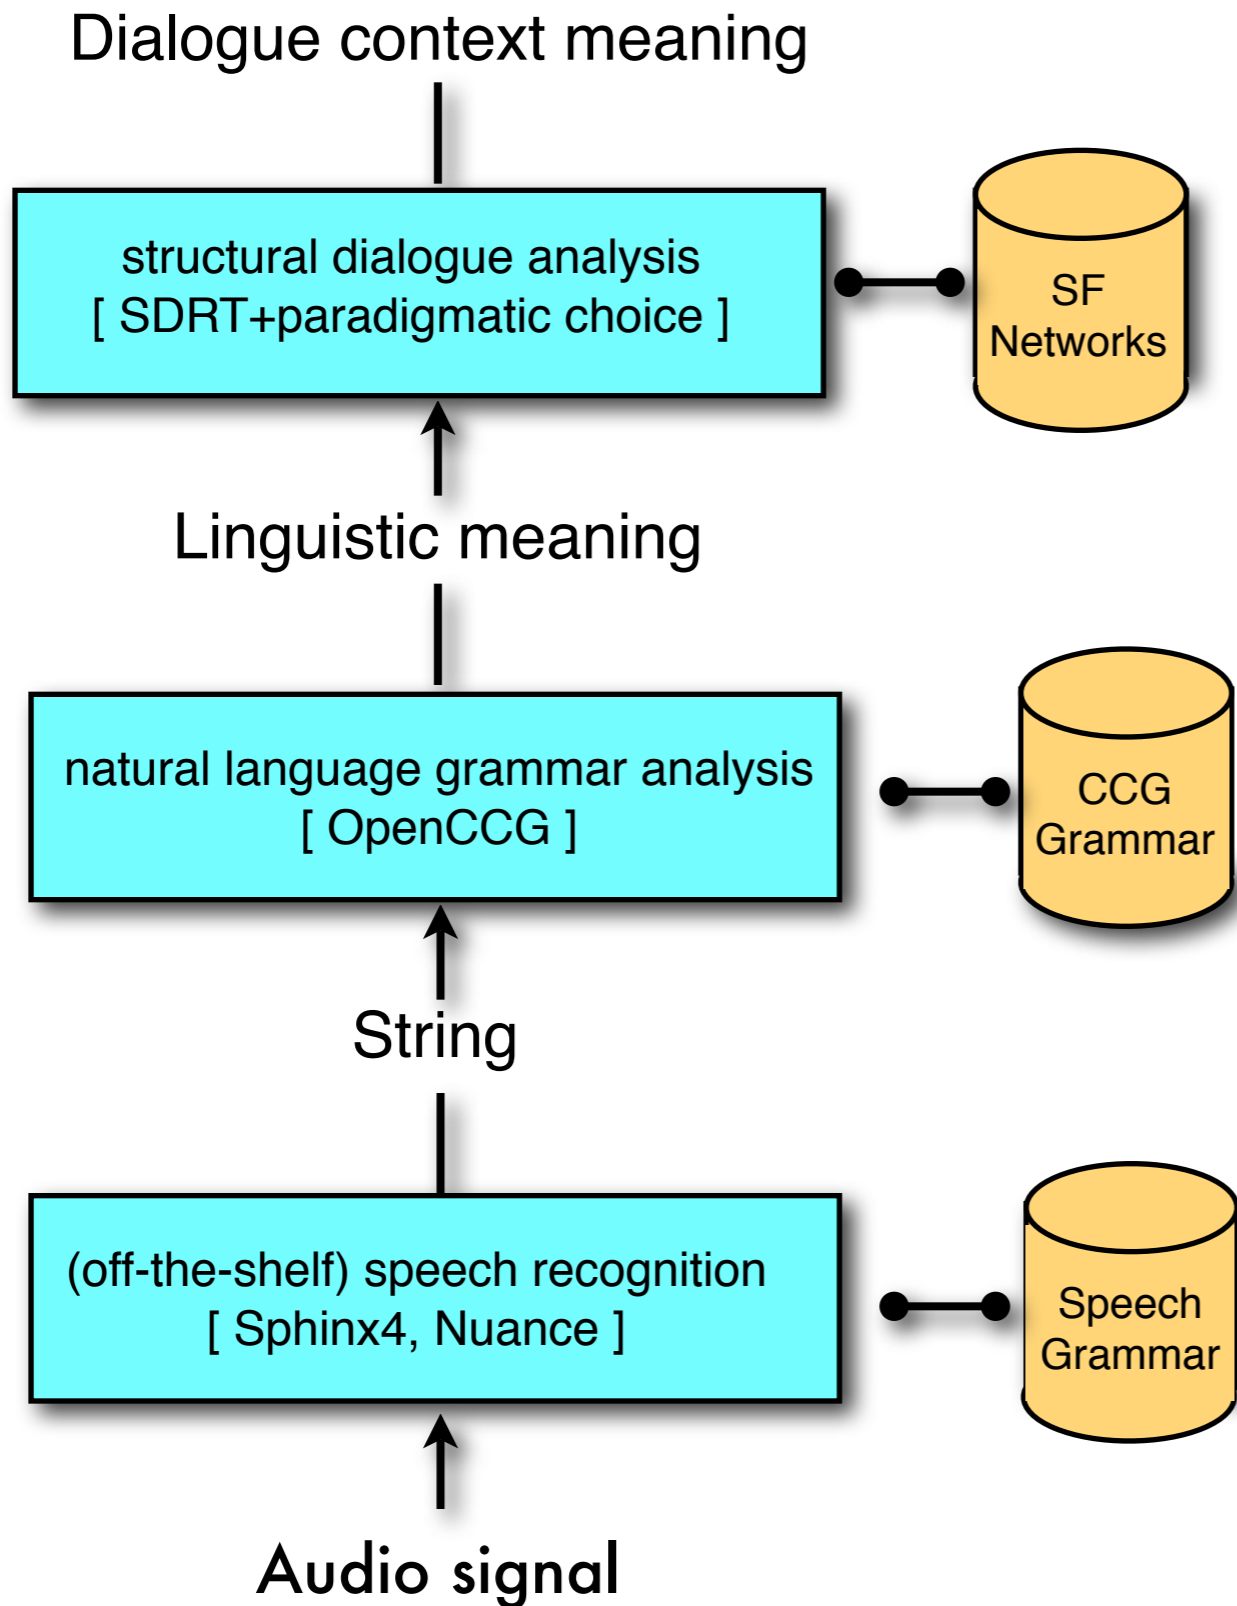 Dialogue context meaning
structural dialogue analysis
[ SDRT+paradigmatic choice ]
SF
Networks
Linguistic meaning
natural language grammar analysis
[ OpenCCG ]
CCG
Grammar
String
(off-the-shelf) speech recognition
[ Sphinx4, Nuance ]
Speech
Grammar
Audio signal